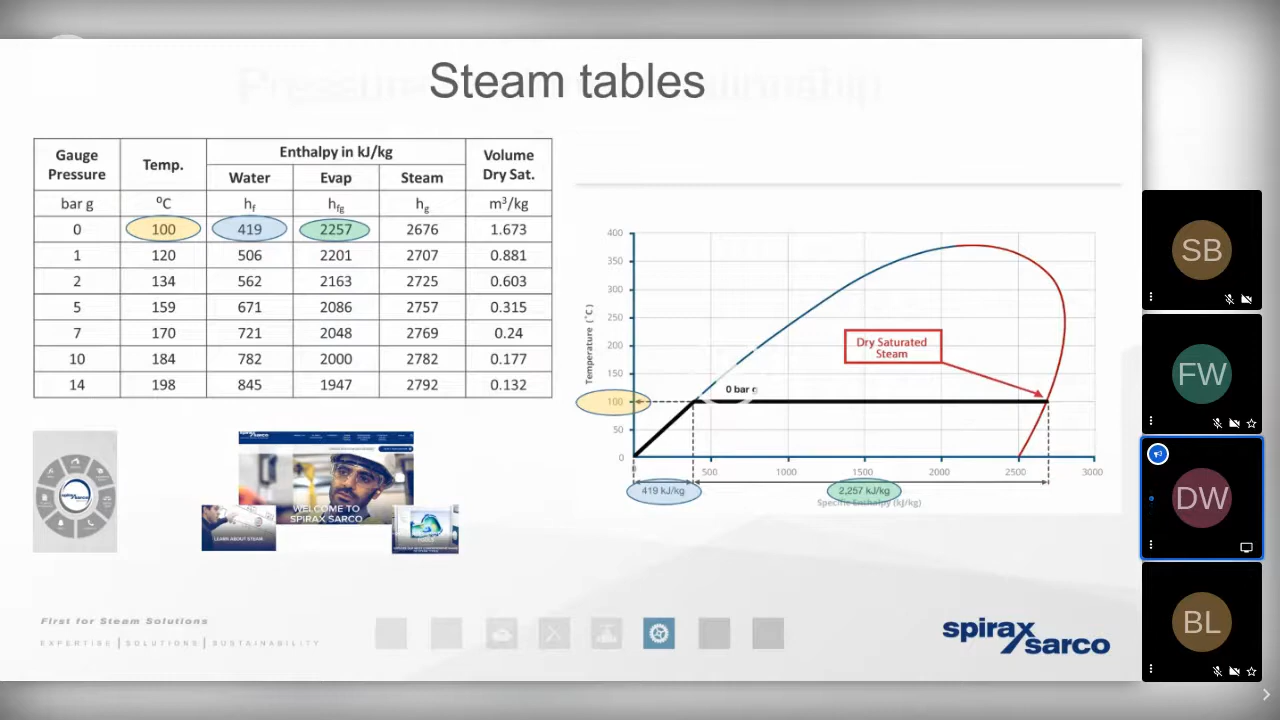 Steam tables
Gauge Pressure Temp. Enthalpy in kJ/kg Volume Dry Sat.
Water Evap Steam
bar g ⁰C hf hfg hg m³/kg
0 100 419 2257 2676 1.673
1 120 506 2201 2707 0.881
2 134 562 2163 2725 0.603
5 159 671 2086 2757 0.315
7 170 721 2048 2769 0.24
10 184 782 2000 2782 0.177
14 198 845 1947 2792 0.132
400
350
300
250
200
150
100
50
0
Temperature (°C)
Dry Saturated
Steam
0 bar g
500 1000 1500 2000 2500 3000
419 kJ/kg 2,257 kJ/kg
Specific Enthalpy (kJ/kg)
spirax sarco
WELCOME TO
SPIRAX SARCO
LEARN ABOUT STEAM
First for Steam Solutions
EXPERTISE | SOLUTIONS | SUSTAINABILITY
spirax
sarco
SB
FW
DW
BL